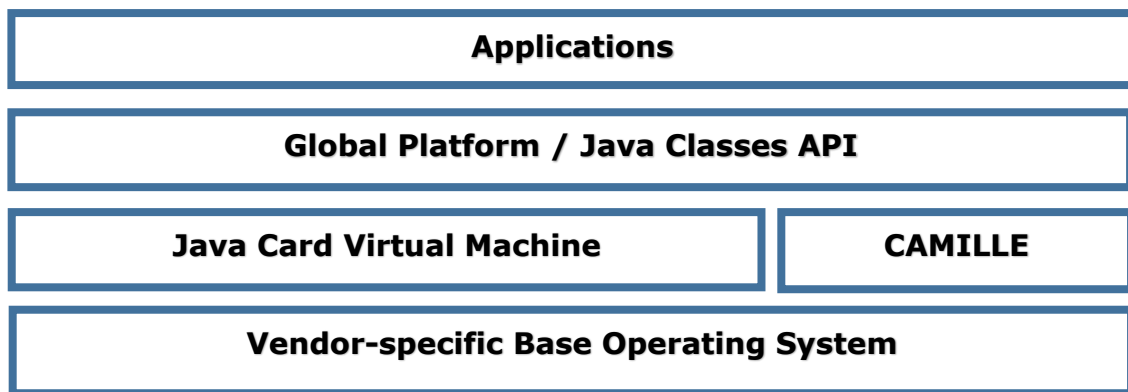 Applications
Global Platform / Java Classes API
Java Card Virtual Machine
CAMILLE
Vendor-specific Base Operating System